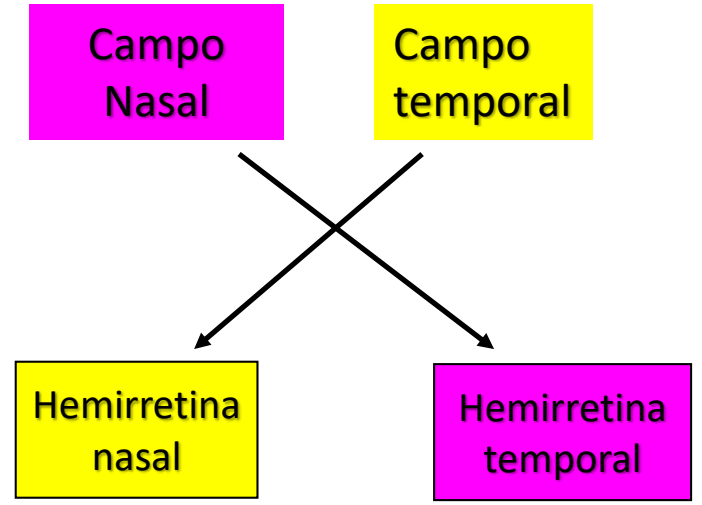 Campo
Nasal
Campo
temporal
Hemirretina
nasal
Hemirretina
temporal